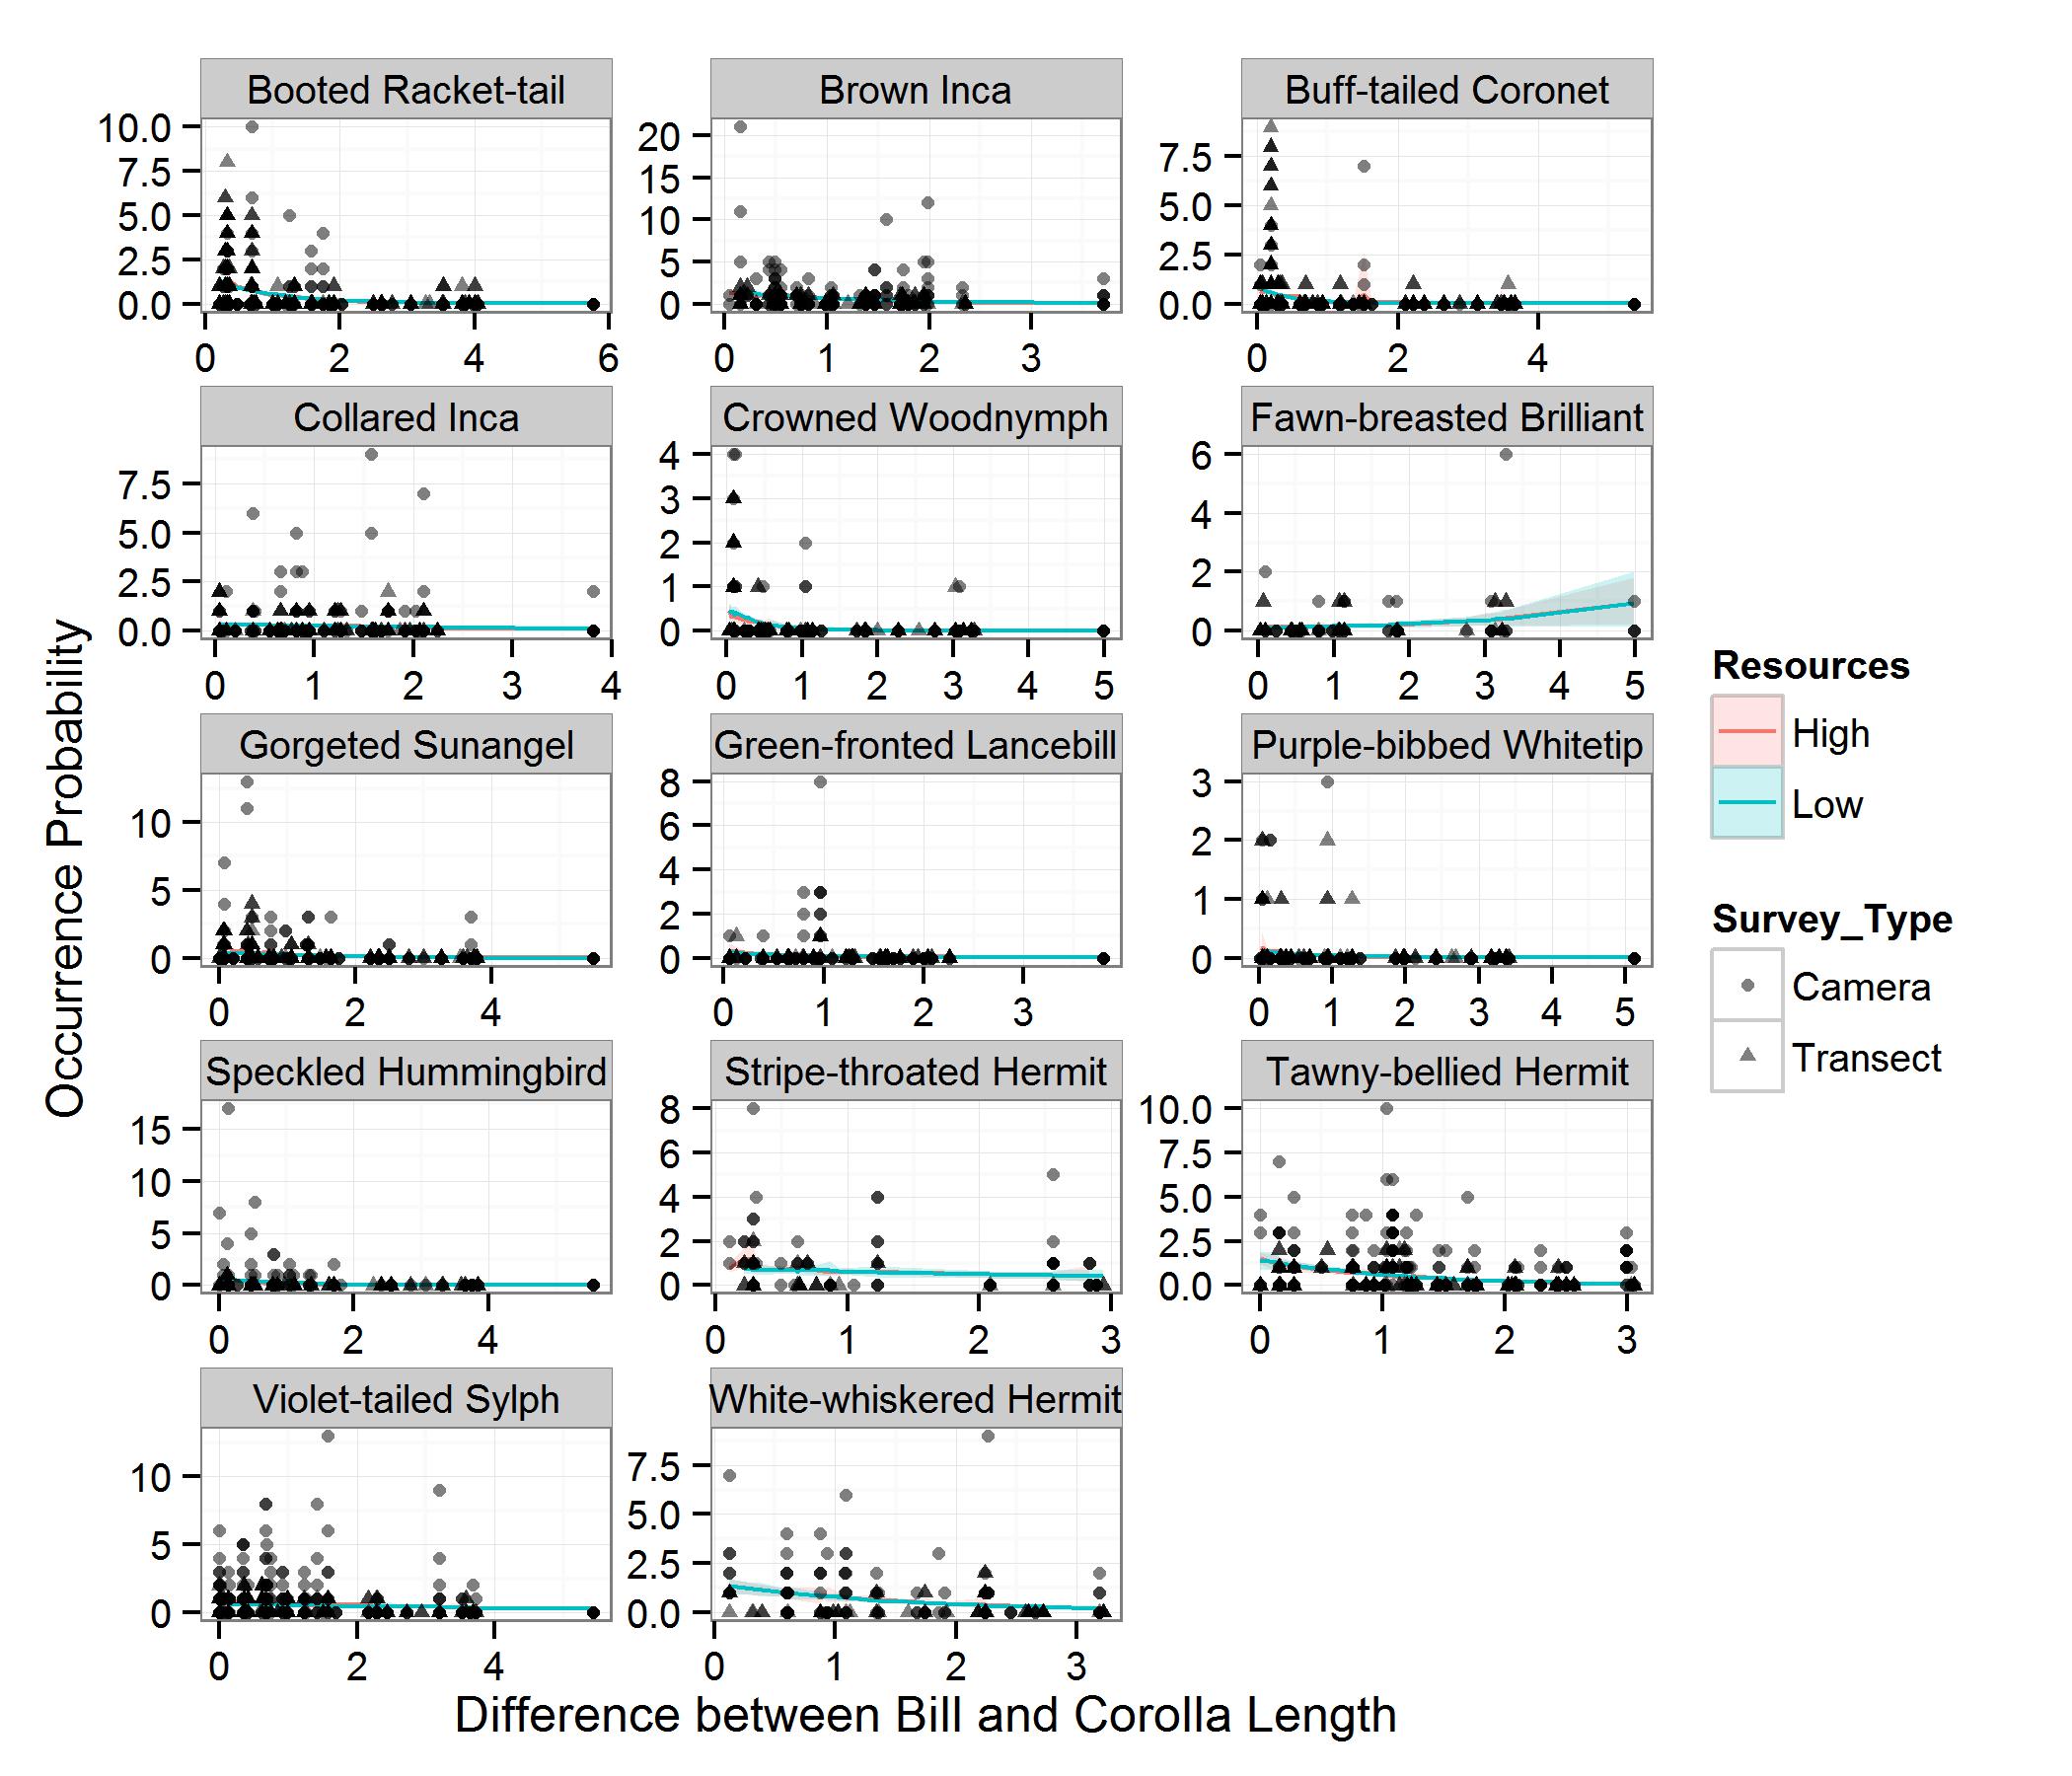 Booted Racket-tail
Brown Inca
Buff-tailed Coronet
10.0
7.5
5.0
2.5
0.0
0 2 4 6
20
15
10
5
0
0 1 2 3
7.5
5.0
2.5
0.0
0 2 4
Collared Inca
Crowned Woodnymph
Fawn-breasted Brilliant
7.5
5.0
2.5
0.0
0 1 2 3 4
4
3
2
1
0
0 1 2 3 4 5
6
4
2
0
0 1 2 3 4 5
Gorgeted Sunangel
Green-fronted Lancebill
Purple-bibbed Whitetip
10
5
0
0 2 4
8
6
4
2
0
0 1 2 3
3
2
1
0
0 1 2 3 4 5
Speckled Hummingbird
Stripe-throated Hermit
Tawny-bellied Hermit
15
10
5
0
0 2 4
8
6
4
2
0
0 1 2 3
10.0
7.5
5.0
2.5
0.0
0 1 2 3
Violet-tailed Sylph
White-whiskered Hermit
10
5
0
0 2 4
7.5
5.0
2.5
0.0
0 1 2 3
Occurrence Probability
Difference between Bill and Corolla Length
Resources
High
Low
Survey_Type
Camera
Transect